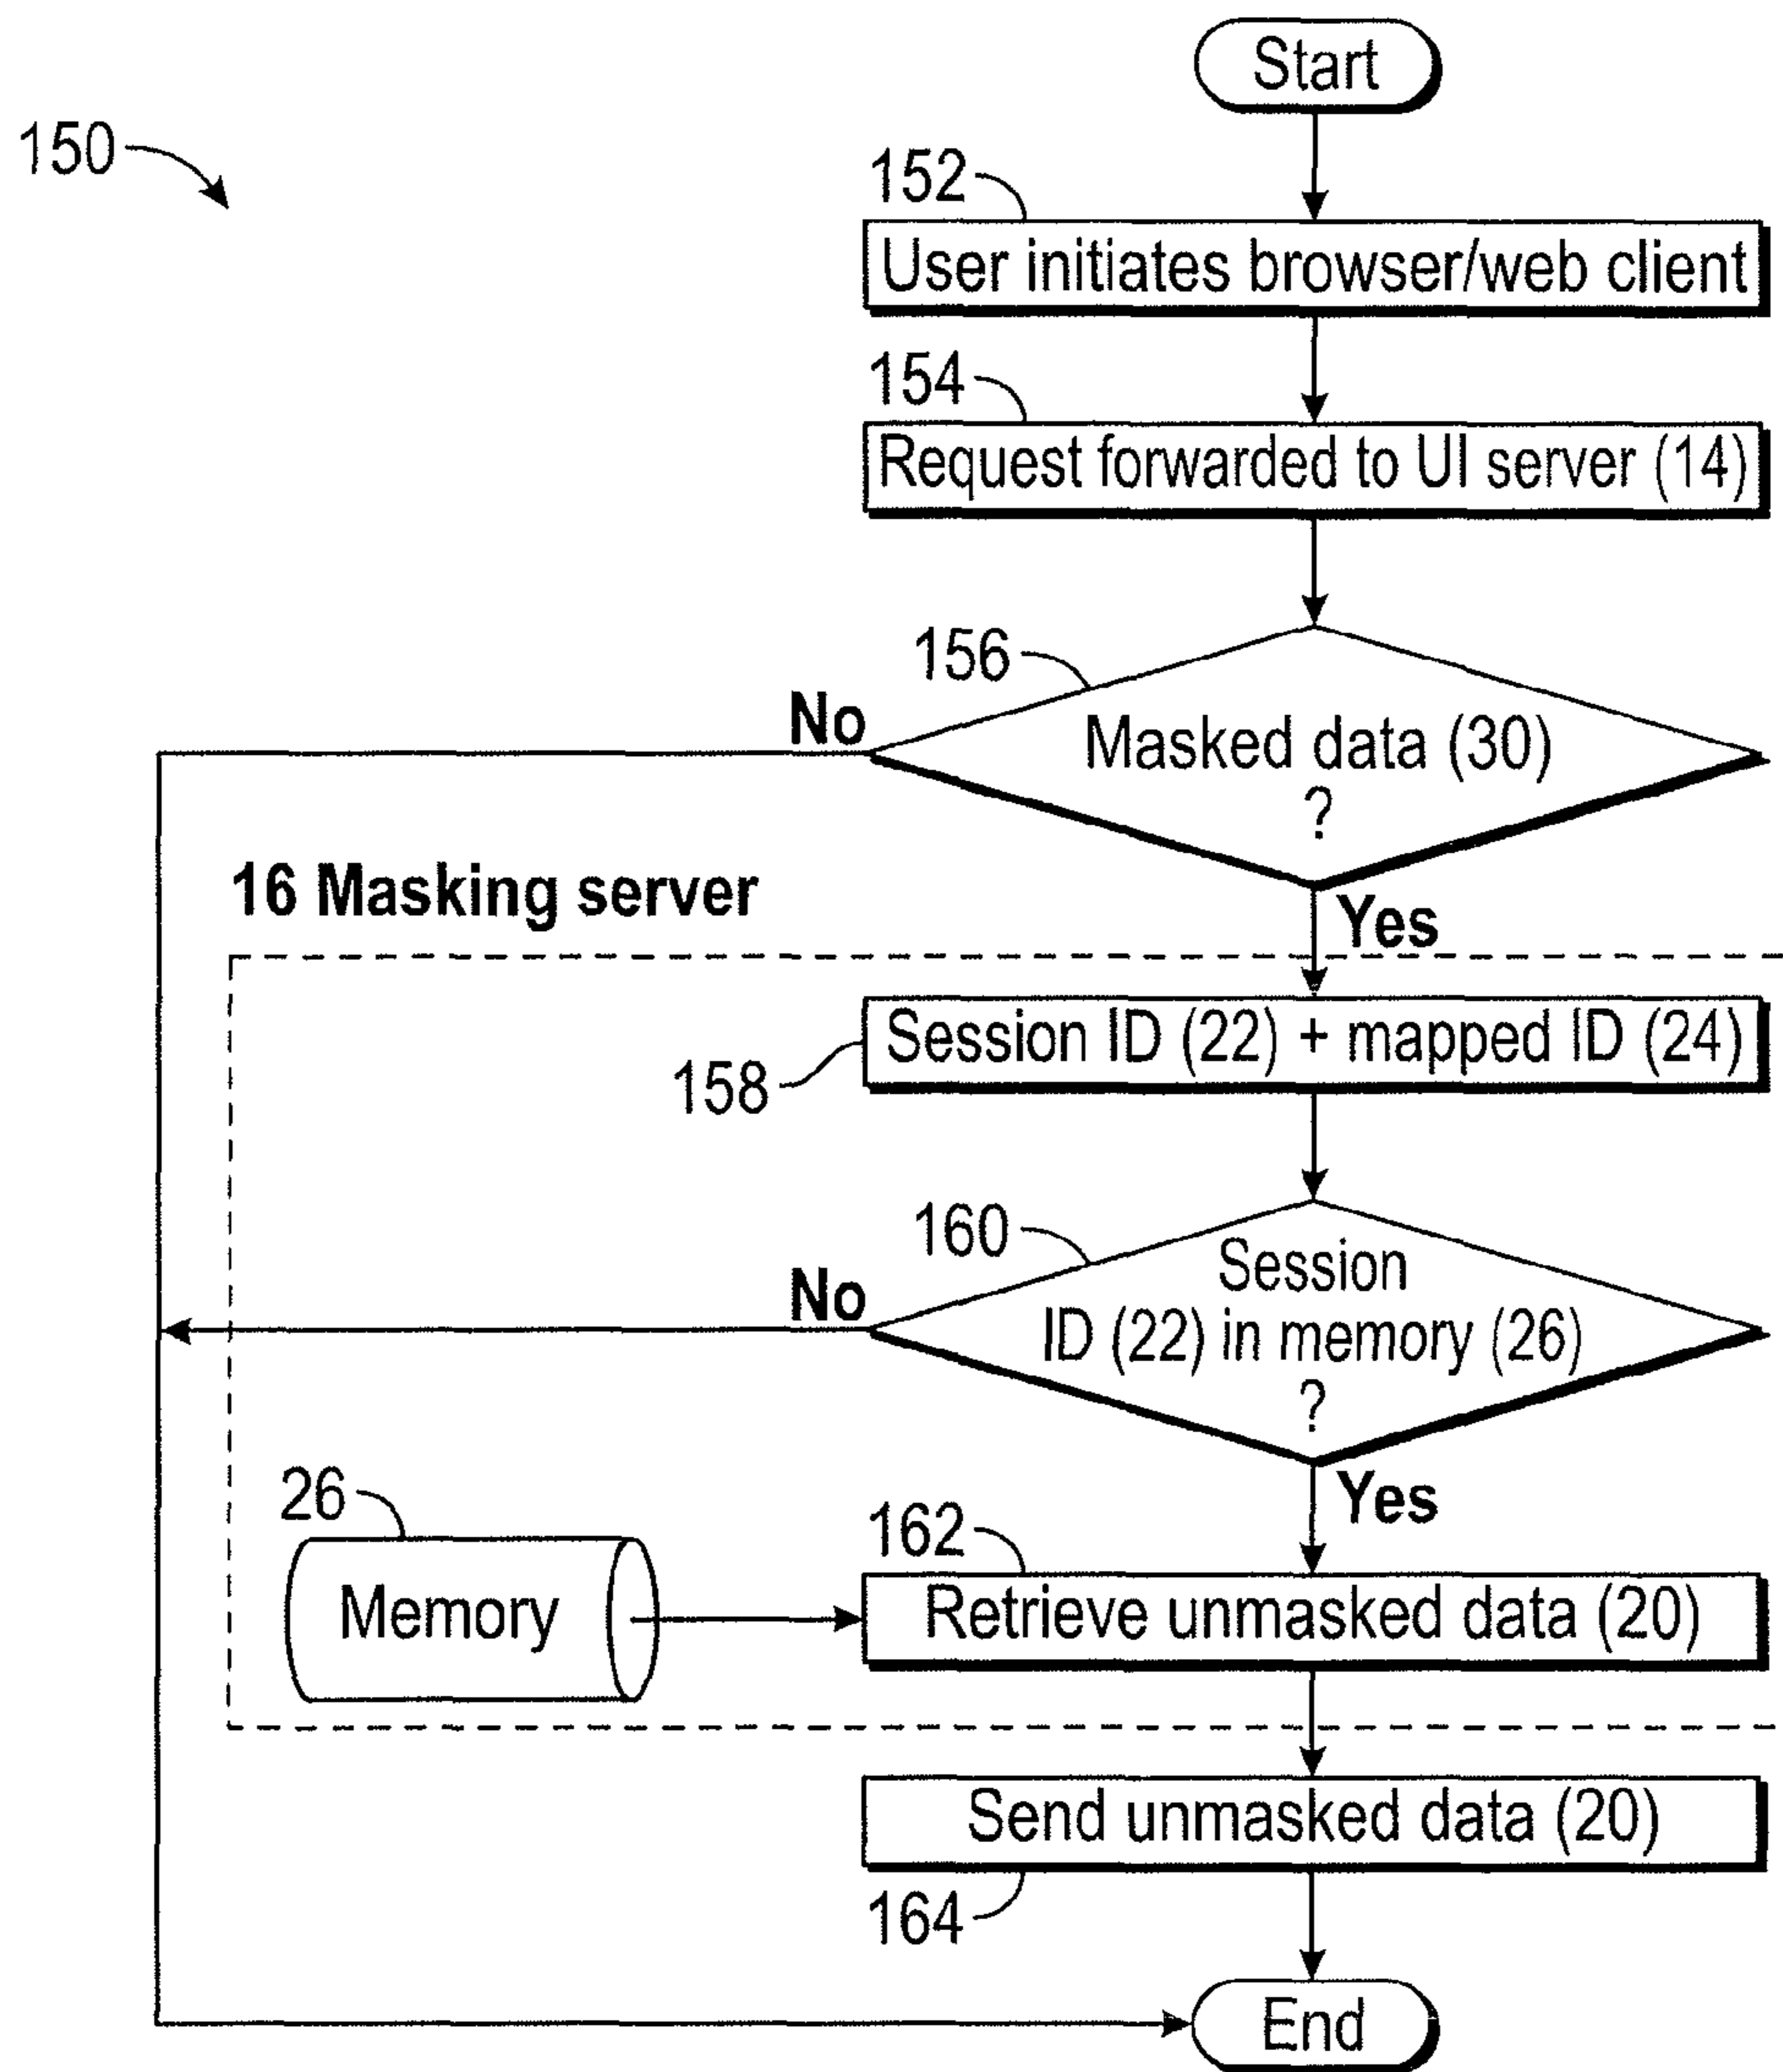 Start
150
152
User initiates browser/web client
154
Request forwarded to UI server (14)
156
No
Masked data (30)
?
16 Masking server
Yes
Session ID (22) + mapped ID (24)
158
160
No
Session
ID (22) in memory (26)
?
Yes
26
162
Memory
Retrieve unmasked data (20)
Send unmasked data (20)
164
End